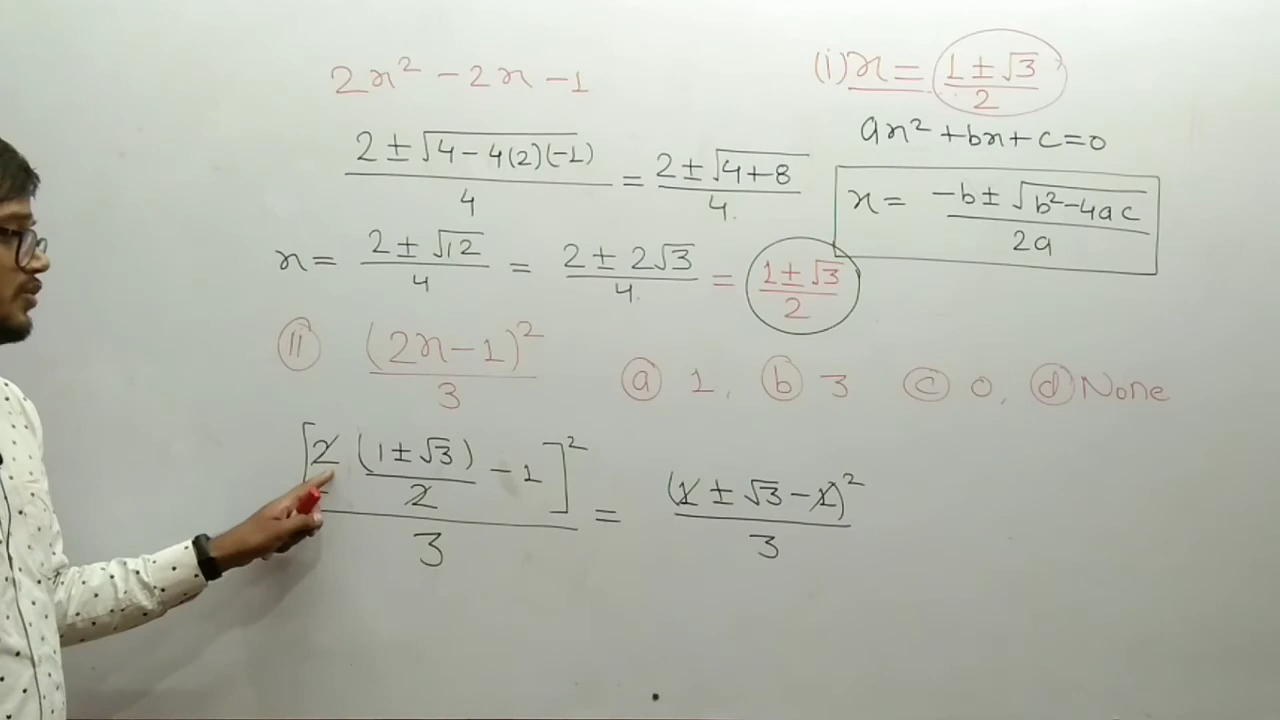 2x² - 2x - 1
(i) x = (1 ± √3)/2
ax² + bx + c = 0
(2 ± √(4 - 4(2)(-1)))/4 = (2 ± √(4+8))/4.
x = (-b ± √(b² - 4ac))/2a
x = (2 ± √12)/4 = (2 ± 2√3)/4. = (1 ± √3)/2
(ii) (2x - 1)²/3 (a) 1, (b) 3 (c) 0, (d) None
[2 (1 ± √3)/2 - 1]²/3 = (1 ± √3 - 1)²/3